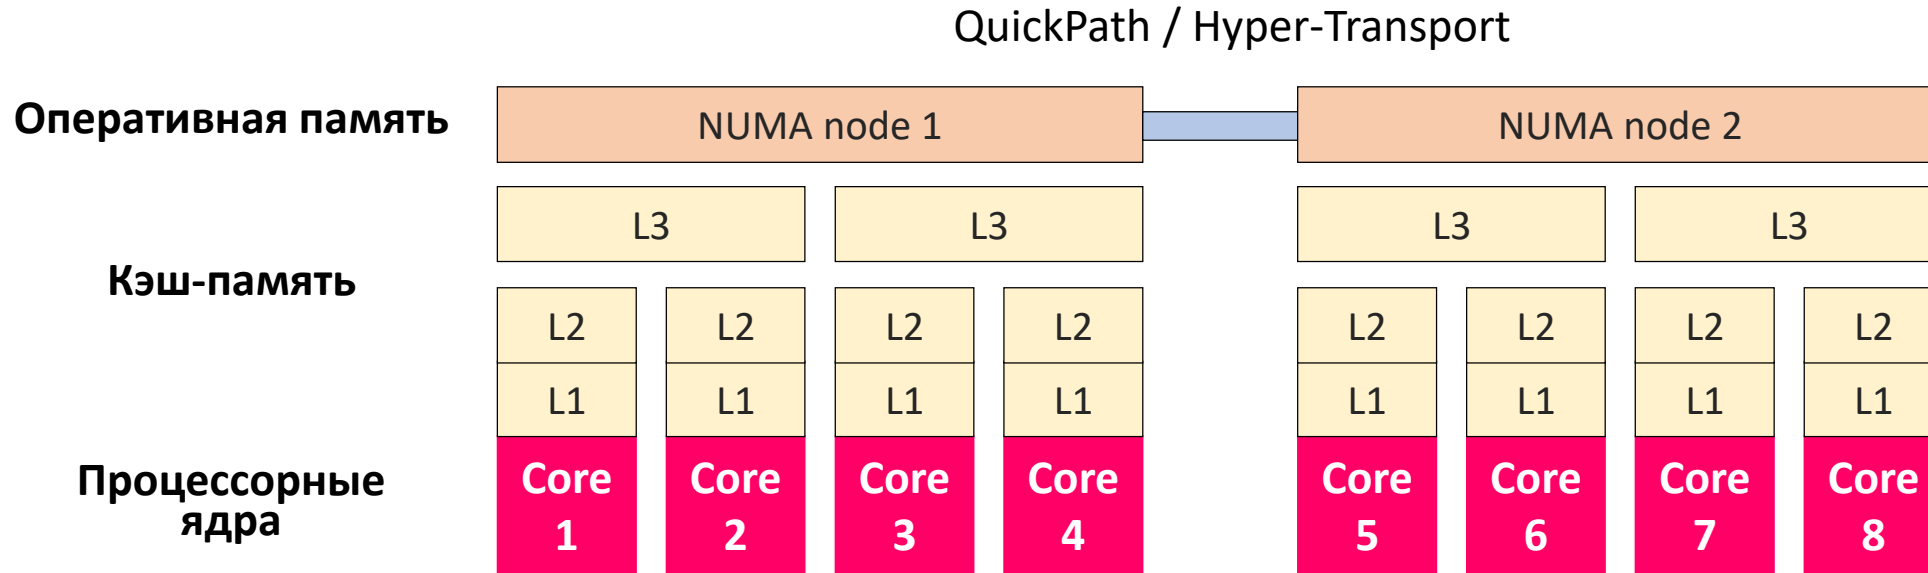 QuickPath / Hyper-Transport
Оперативная память
NUMA node 1
NUMA node 2
L3
L3
L3
L3
Кэш-память
L2
L2
L2
L2
L2
L2
L2
L2
L1
L1
L1
L1
L1
L1
L1
L1
Процессорные
ядра
Core
1
Core
2
Core
3
Core
4
Core
5
Core
6
Core
7
Core
8